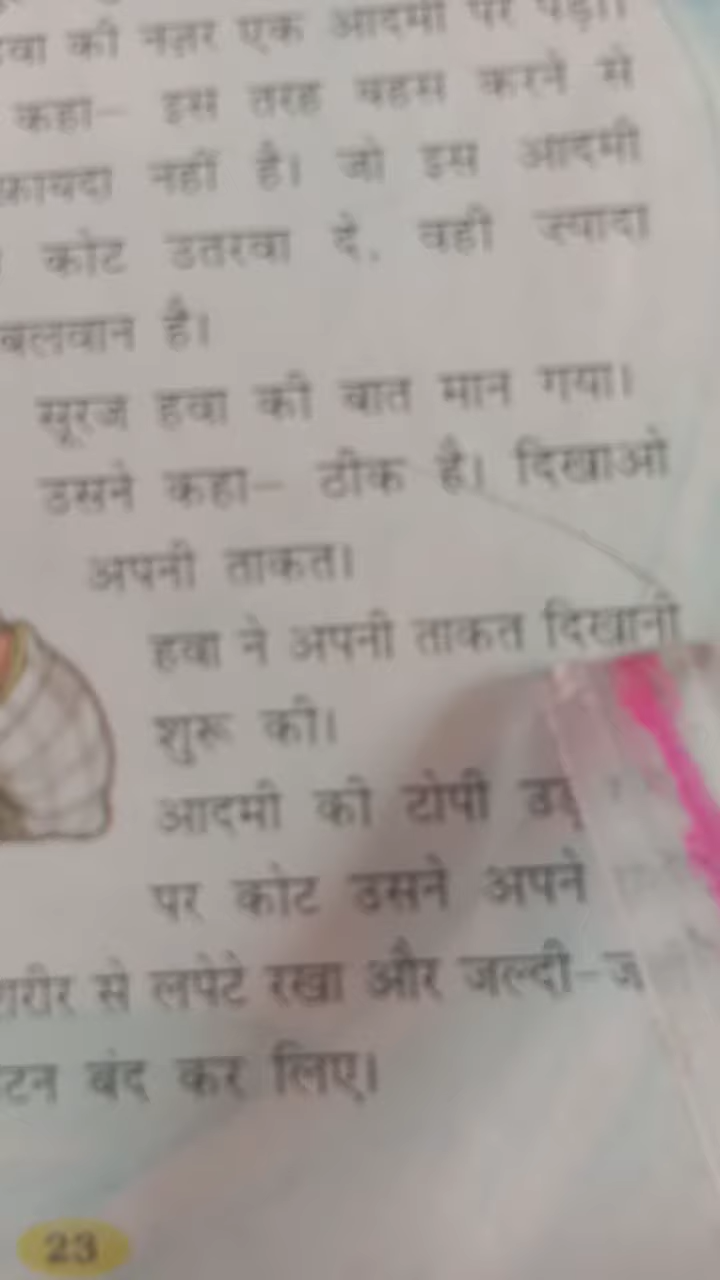 हवा की नज़र एक आदमी पर पड़ी।
कहा– इस तरह बहस करने से
फ़ायदा नहीं है। जो इस आदमी
कोट उतरवा दे, वही ज्यादा
बलवान है।
सूरज हवा की बात मान गया।
उसने कहा– ठीक है। दिखाओ
अपनी ताकत।
हवा ने अपनी ताकत दिखानी
शुरू की।
आदमी की टोपी
पर कोट उसने अपने
शरीर से लपेटे रखा और जल्दी-ज
टन बंद कर लिए।
23